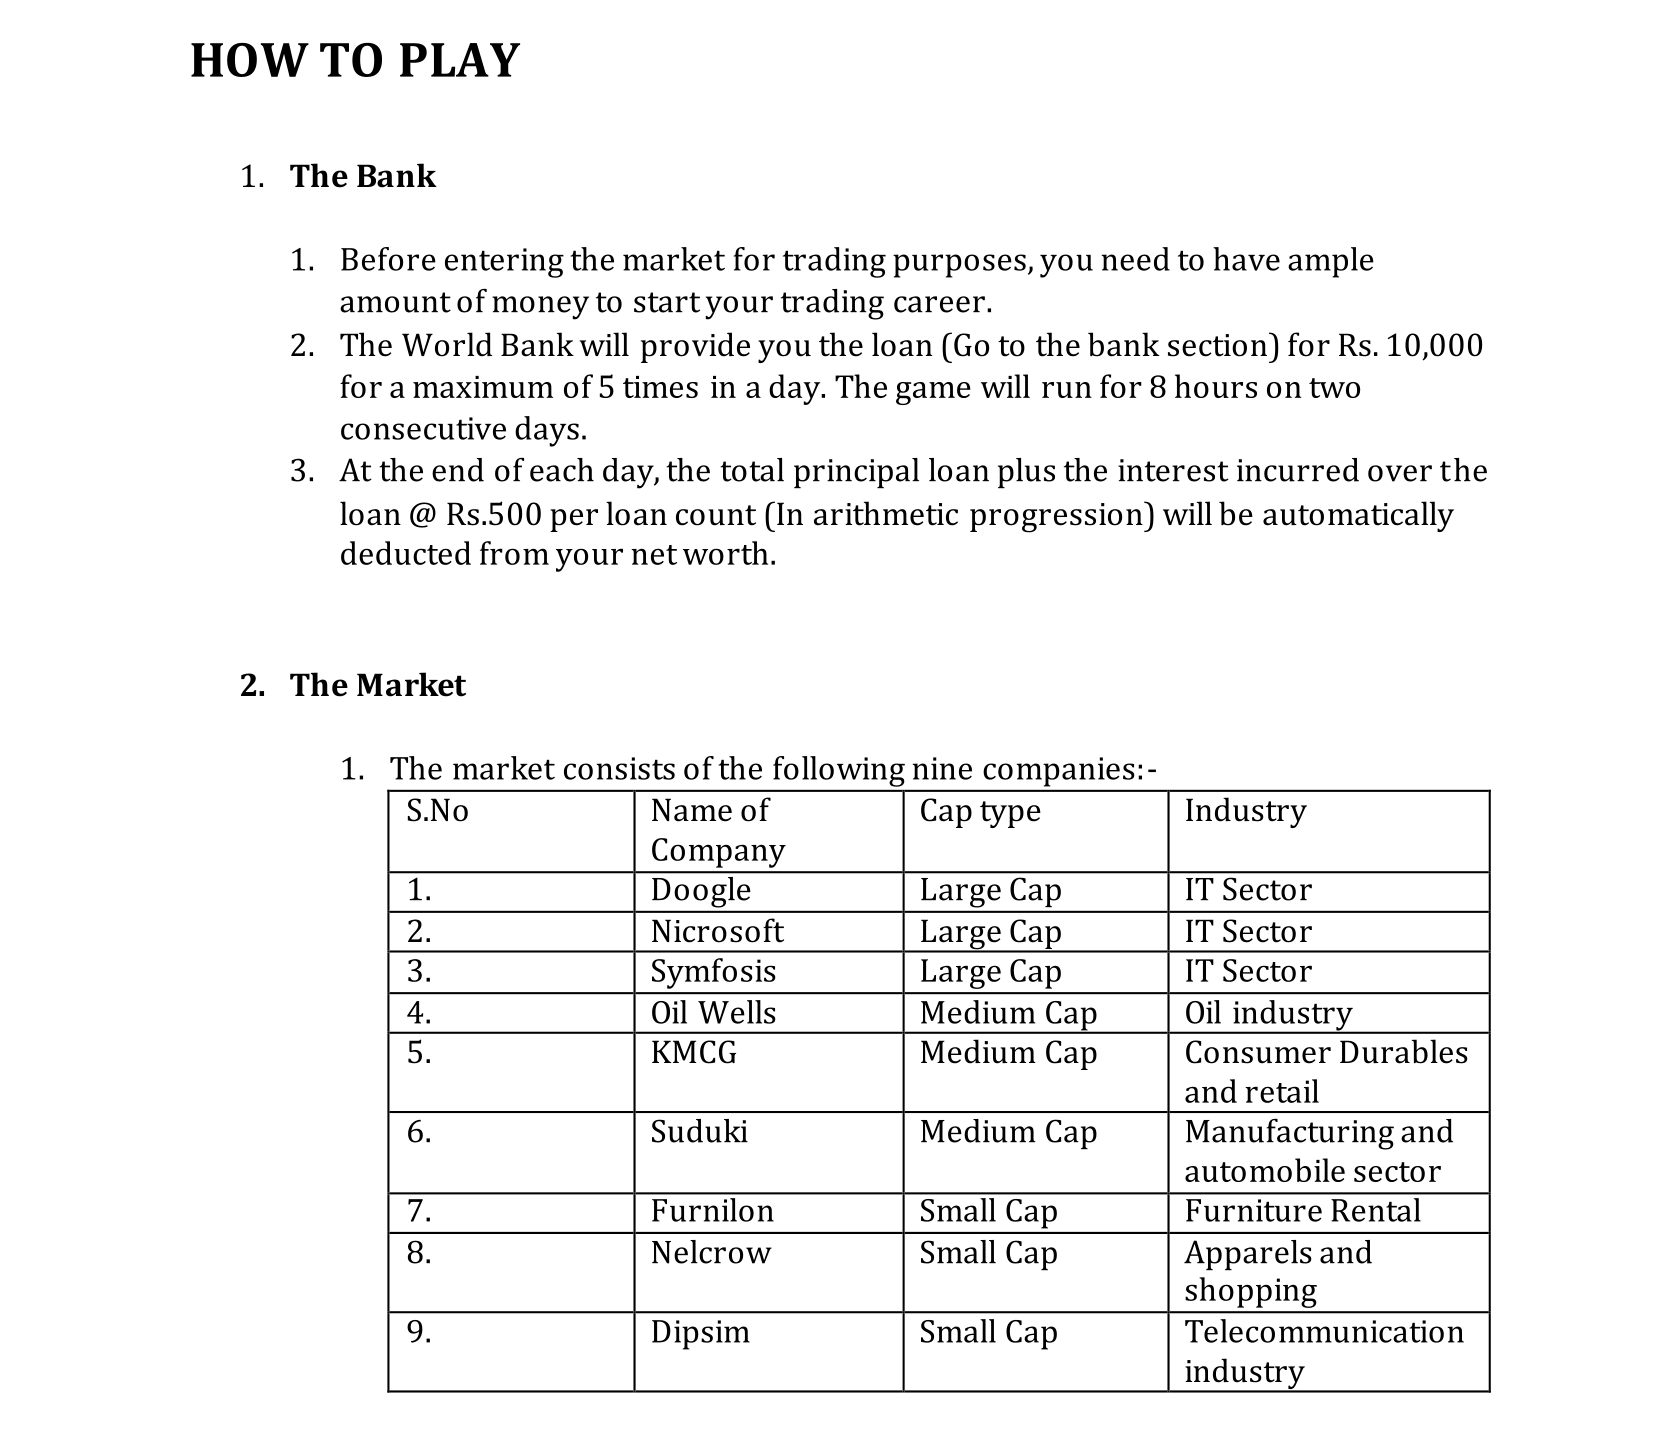 HOW TO PLAY
1. The Bank
1. Before entering the market for trading purposes, you need to have ample
amount of money to start your trading career.
2. The World Bank will provide you the loan (Go to the bank section) for Rs. 10,000
for a maximum of 5 times in a day. The game will run for 8 hours on two
consecutive days.
3. At the end of each day, the total principal loan plus the interest incurred over the
loan @ Rs.500 per loan count (In arithmetic progression) will be automatically
deducted from your net worth.
2. The Market
1. The market consists of the following nine companies:-
S.No Name of Company Cap type Industry
1. Doogle Large Cap IT Sector
2. Nicrosoft Large Cap IT Sector
3. Symfosis Large Cap IT Sector
4. Oil Wells Medium Cap Oil industry
5. KMCG Medium Cap Consumer Durables
and retail
6. Suduki Medium Cap Manufacturing and
automobile sector
7. Furnilon Small Cap Furniture Rental
8. Nelcrow Small Cap Apparels and
shopping
9. Dipsim Small Cap Telecommunication
industry